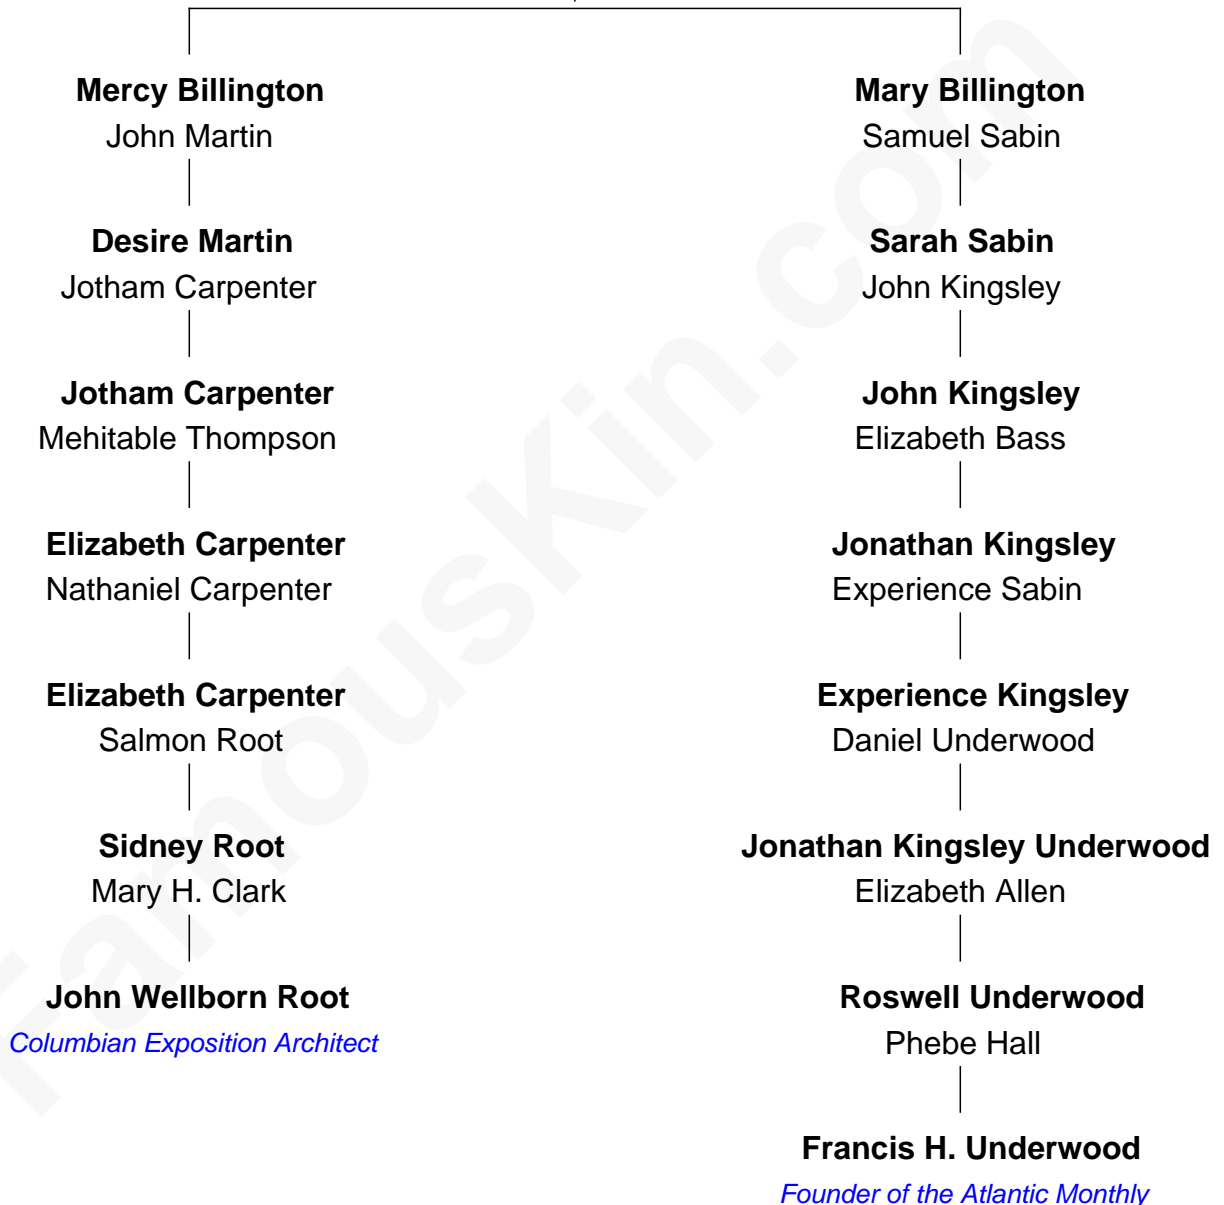 Mercy Billington
John Martin
Mary Billington
Samuel Sabin
Desire Martin
Jotham Carpenter
Sarah Sabin
John Kingsley
Jotham Carpenter
Mehitable Thompson
John Kingsley
Elizabeth Bass
Elizabeth Carpenter
Nathaniel Carpenter
Jonathan Kingsley
Experience Sabin
Elizabeth Carpenter
Salmon Root
Experience Kingsley
Daniel Underwood
Sidney Root
Mary H. Clark
Jonathan Kingsley Underwood
Elizabeth Allen
John Wellborn Root
Columbian Exposition Architect
Roswell Underwood
Phebe Hall
Francis H. Underwood
Founder of the Atlantic Monthly
FamousKin.com